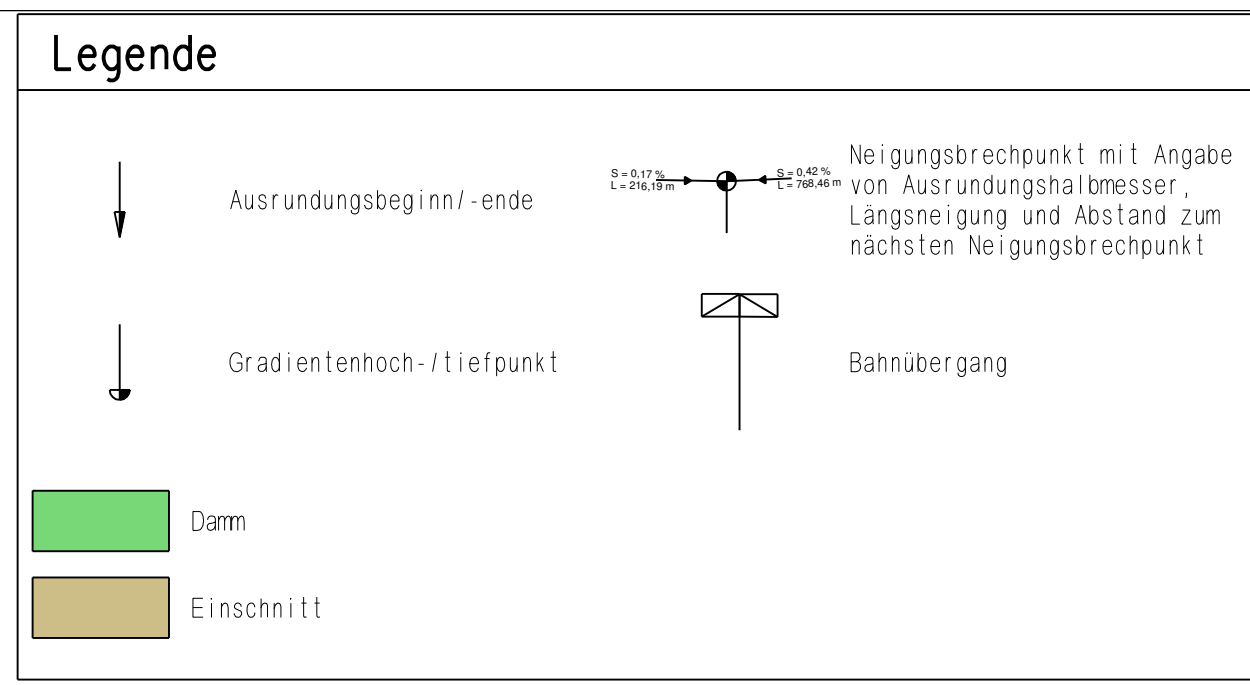 Legende
Ausrundungsbeginn/-ende
S = 0,17 %
L = 216,19 m
S = 0,42 %
L = 768,46 m
Neigungsbrechpunkt mit Angabe
von Ausrundungshalbmesser,
Längsneigung und Abstand zum
nächsten Neigungsbrechpunkt
Gradientenhoch-/tiefpunkt
Bahnübergang
Damm
Einschnitt